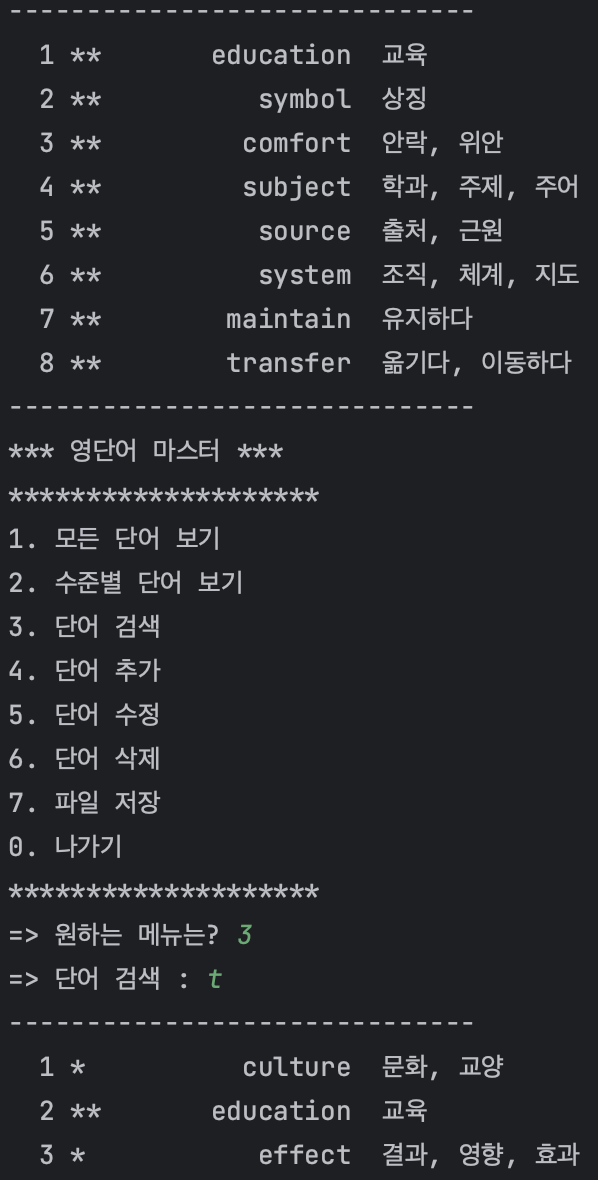 ------------------------------
1 ** education 교육
2 ** symbol 상징
3 ** comfort 안락, 위안
4 ** subject 학과, 주제, 주어
5 ** source 출처, 근원
6 ** system 조직, 체계, 지도
7 ** maintain 유지하다
8 ** transfer 옮기다, 이동하다
------------------------------
*** 영단어 마스터 ***
********************
1. 모든 단어 보기
2. 수준별 단어 보기
3. 단어 검색
4. 단어 추가
5. 단어 수정
6. 단어 삭제
7. 파일 저장
0. 나가기
********************
=> 원하는 메뉴는? 3
=> 단어 검색 : t
------------------------------
1 * culture 문화, 교양
2 ** education 교육
3 * effect 결과, 영향, 효과